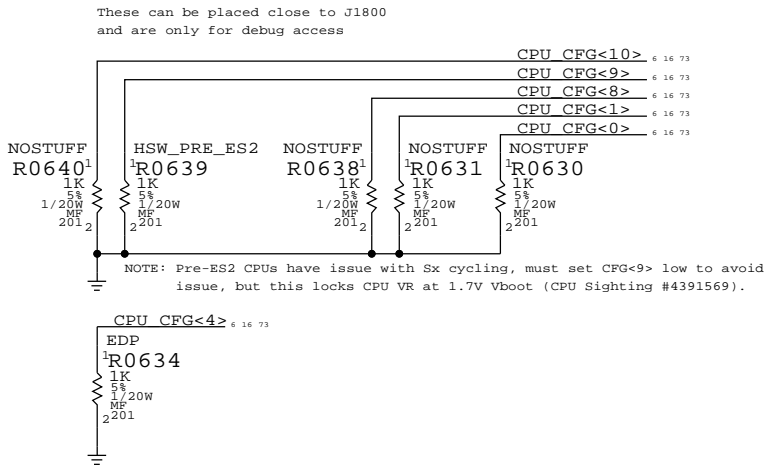 These can be placed close to J1800
and are only for debug access
CPU_CFG<10> 6 16 73
CPU_CFG<9> 6 16 73
CPU_CFG<8> 6 16 73
CPU_CFG<1> 6 16 73
CPU_CFG<0> 6 16 73
NOSTUFF HSW_PRE_ES2 NOSTUFF NOSTUFF NOSTUFF
R0640 1 1 R0639 R0638 1 1 R0631 1 R0630
1K 1K 1K 1K 1K
5% 5% 5% 5% 5%
1/20W 1/20W 1/20W 1/20W 1/20W
MF MF MF MF MF
201 2 2 201 201 2 2 201 2 201
NOTE: Pre-ES2 CPUs have issue with Sx cycling, must set CFG<9> low to avoid
issue, but this locks CPU VR at 1.7V Vboot (CPU Sighting #4391569).
CPU_CFG<4> 6 16 73
EDP
1 R0634
1K
5%
1/20W
MF
2 201